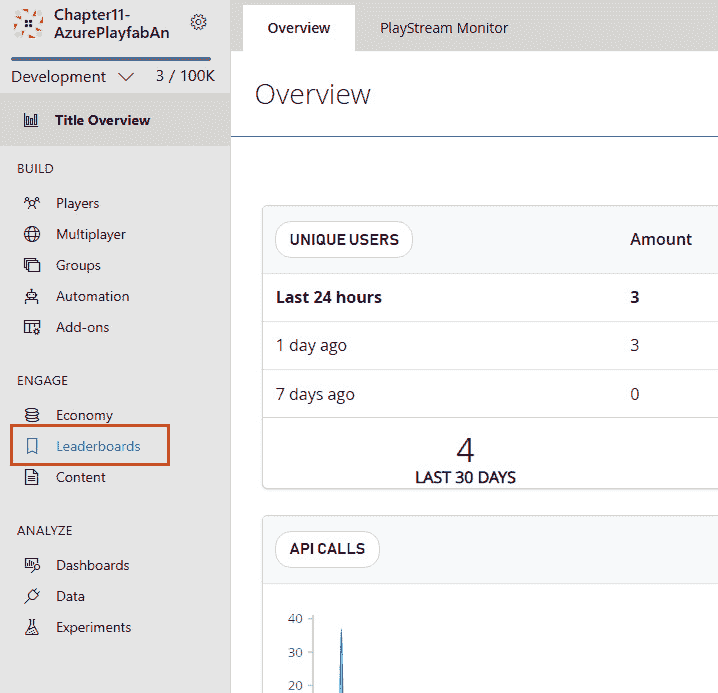 Chapter11-
AzurePlayfabAn
Development 3 / 100K
Title Overview
BUILD
Players
Multiplayer
Groups
Automation
Add-ons
ENGAGE
Economy
Leaderboards
Content
ANALYZE
Dashboards
Data
Experiments
Overview PlayStream Monitor
Overview
UNIQUE USERS Amount
Last 24 hours 3
1 day ago 3
7 days ago 0
4
LAST 30 DAYS
API CALLS
40
30
20